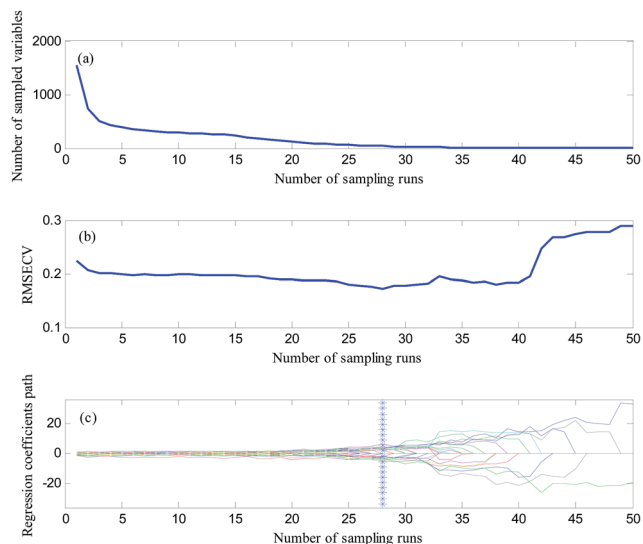 2000
(a)
1000
0
Number of sampled variables
0 5 10 15 20 25 30 35 40 45 50
Number of sampling runs
0.3
(b)
0.2
0.1
RMSECV
0 5 10 15 20 25 30 35 40 45 50
Number of sampling runs
(c)
20
0
-20
Regression coefficients path
0 5 10 15 20 25 30 35 40 45 50
Number of sampling runs